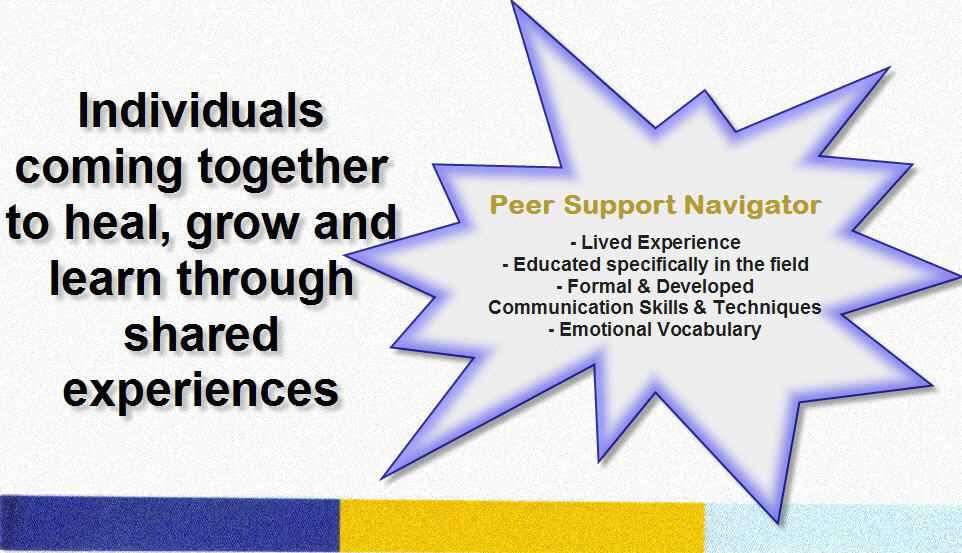 Individuals
coming together
to heal, grow and
learn through
shared
experiences
Peer Support Navigator
- Lived Experience
- Educated specifically in the field
- Formal & Developed
Communication Skills & Techniques
- Emotional Vocabulary